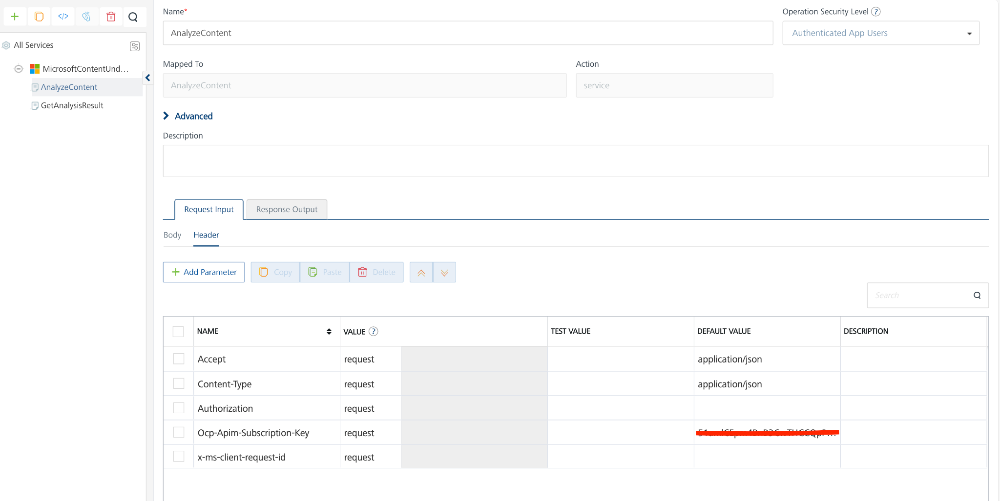 Name*
Operation Security Level ?
AnalyzeContent
Authenticated App Users
All Services
MicrosoftContentUnd...
AnalyzeContent
GetAnalysisResult
Mapped To
Action
AnalyzeContent
service
Advanced
Description
Request Input
Response Output
Body
Header
Add Parameter
Copy
Paste
Delete
Search
NAME VALUE ? TEST VALUE DEFAULT VALUE DESCRIPTION
Accept request application/json
Content-Type request application/json
Authorization request
Ocp-Apim-Subscription-Key request
x-ms-client-request-id request